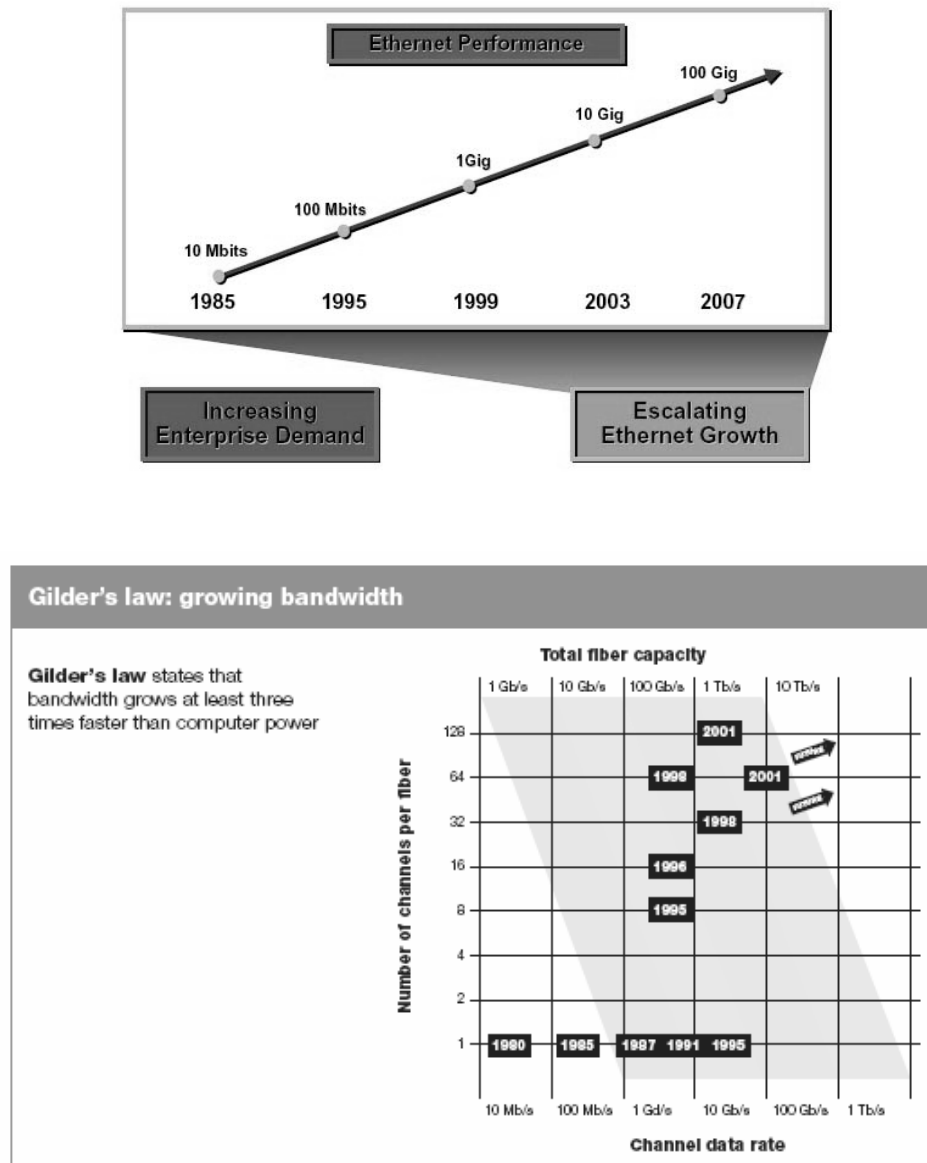 Ethernet Performance
100 Gig
10 Gig
1Gig
100 Mbits
10 Mbits
1985 1995 1999 2003 2007
Increasing
Enterprise Demand
Escalating
Ethernet Growth
Gilder's law: growing bandwidth
Gilder's law states that
bandwidth grows at least three
times faster than computer power
Total fiber capacity
1 Gb/s 10 Gb/s 100 Gb/s 1 Tb/s 10 Tb/s
Number of channels per fiber
128 2001
64 1998 2001
32 1998
16 1996
8 1995
4
2
1 1980 1985 1987 1991 1995
10 Mb/s 100 Mb/s 1 Gd/s 10 Gb/s 100 Gb/s 1 Tb/s
Channel data rate